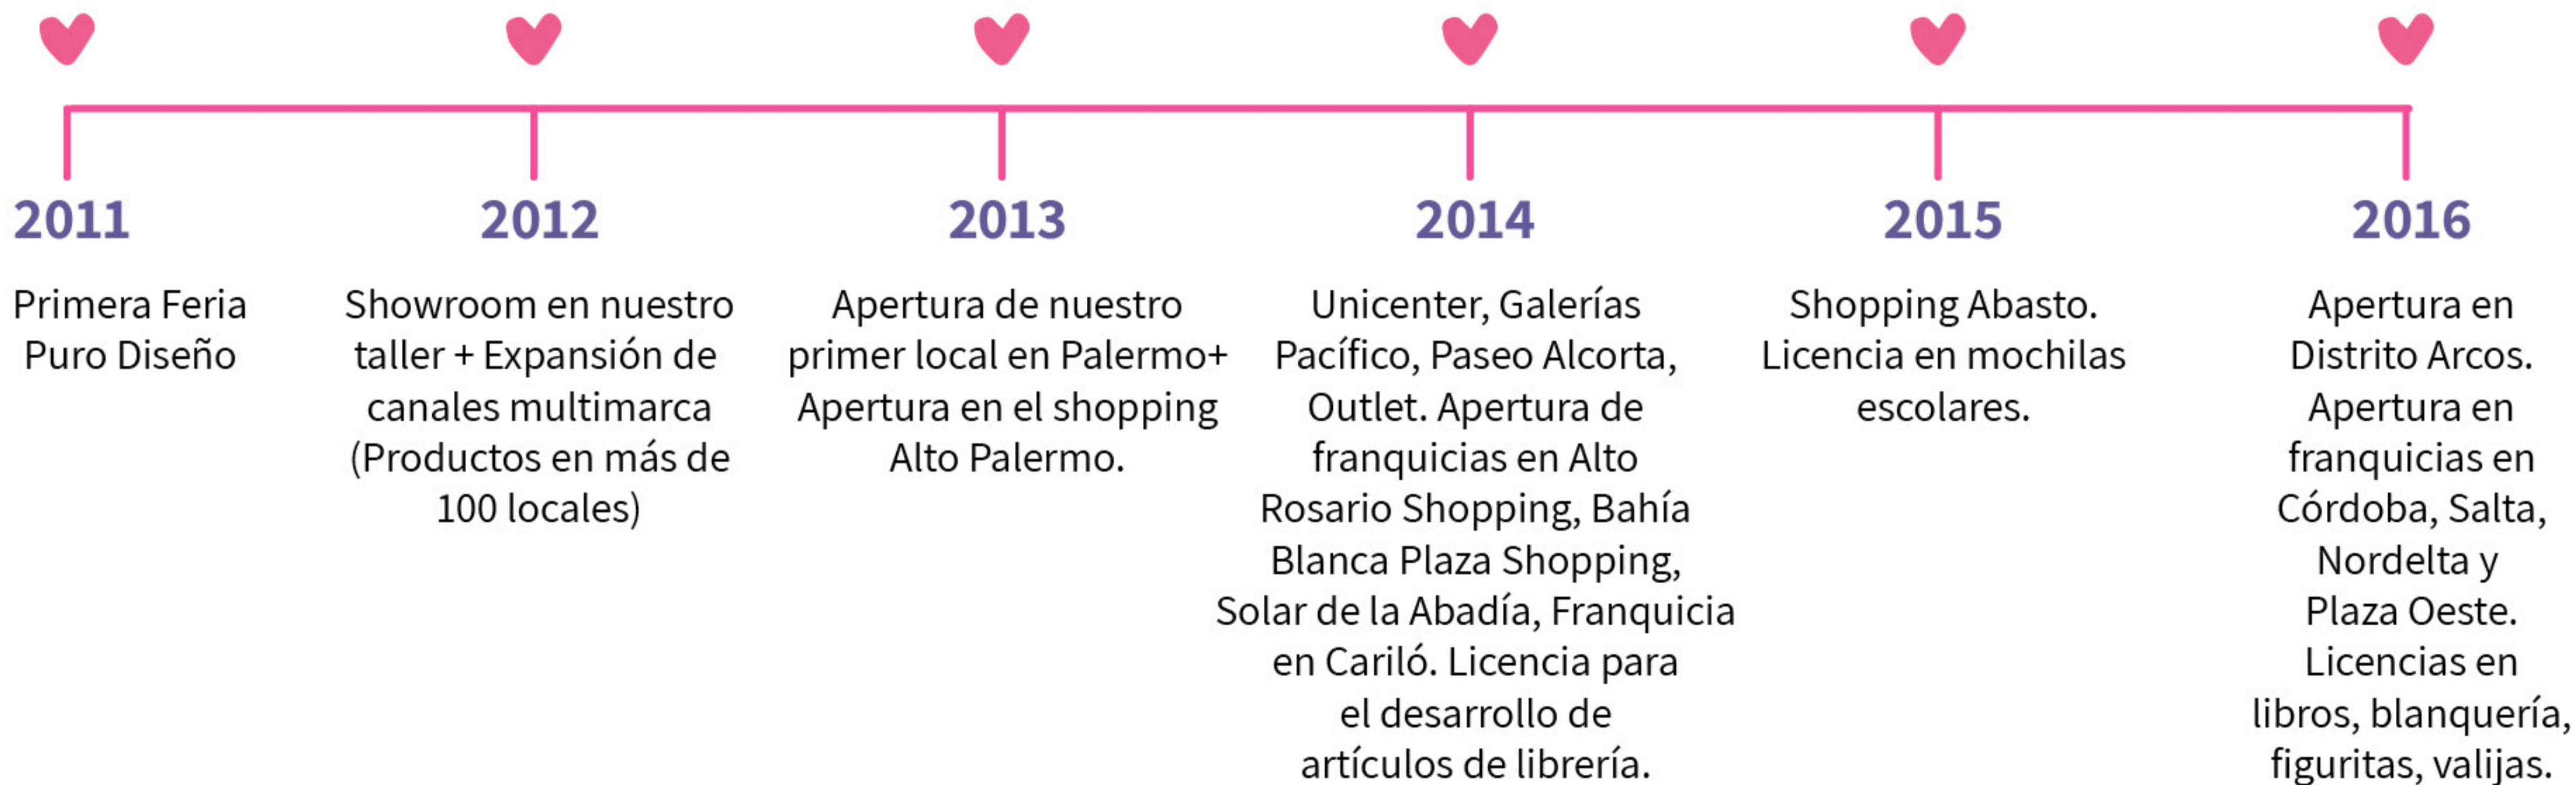 2011
Primera Feria
Puro Diseño
2012
Showroom en nuestro
taller + Expansión de
canales multimarca
(Productos en más de
100 locales)
2013
Apertura de nuestro
primer local en Palermo+
Apertura en el shopping
Alto Palermo.
2014
Unicenter, Galerías
Pacífico, Paseo Alcorta,
Outlet. Apertura de
franquicias en Alto
Rosario Shopping, Bahía
Blanca Plaza Shopping,
Solar de la Abadía, Franquicia
en Cariló. Licencia para
el desarrollo de
artículos de librería.
2015
Shopping Abasto.
Licencia en mochilas
escolares.
2016
Apertura en
Distrito Arcos.
Apertura en
franquicias en
Córdoba, Salta,
Nordelta y
Plaza Oeste.
Licencias en
libros, blanquería,
figuritas, valijas.